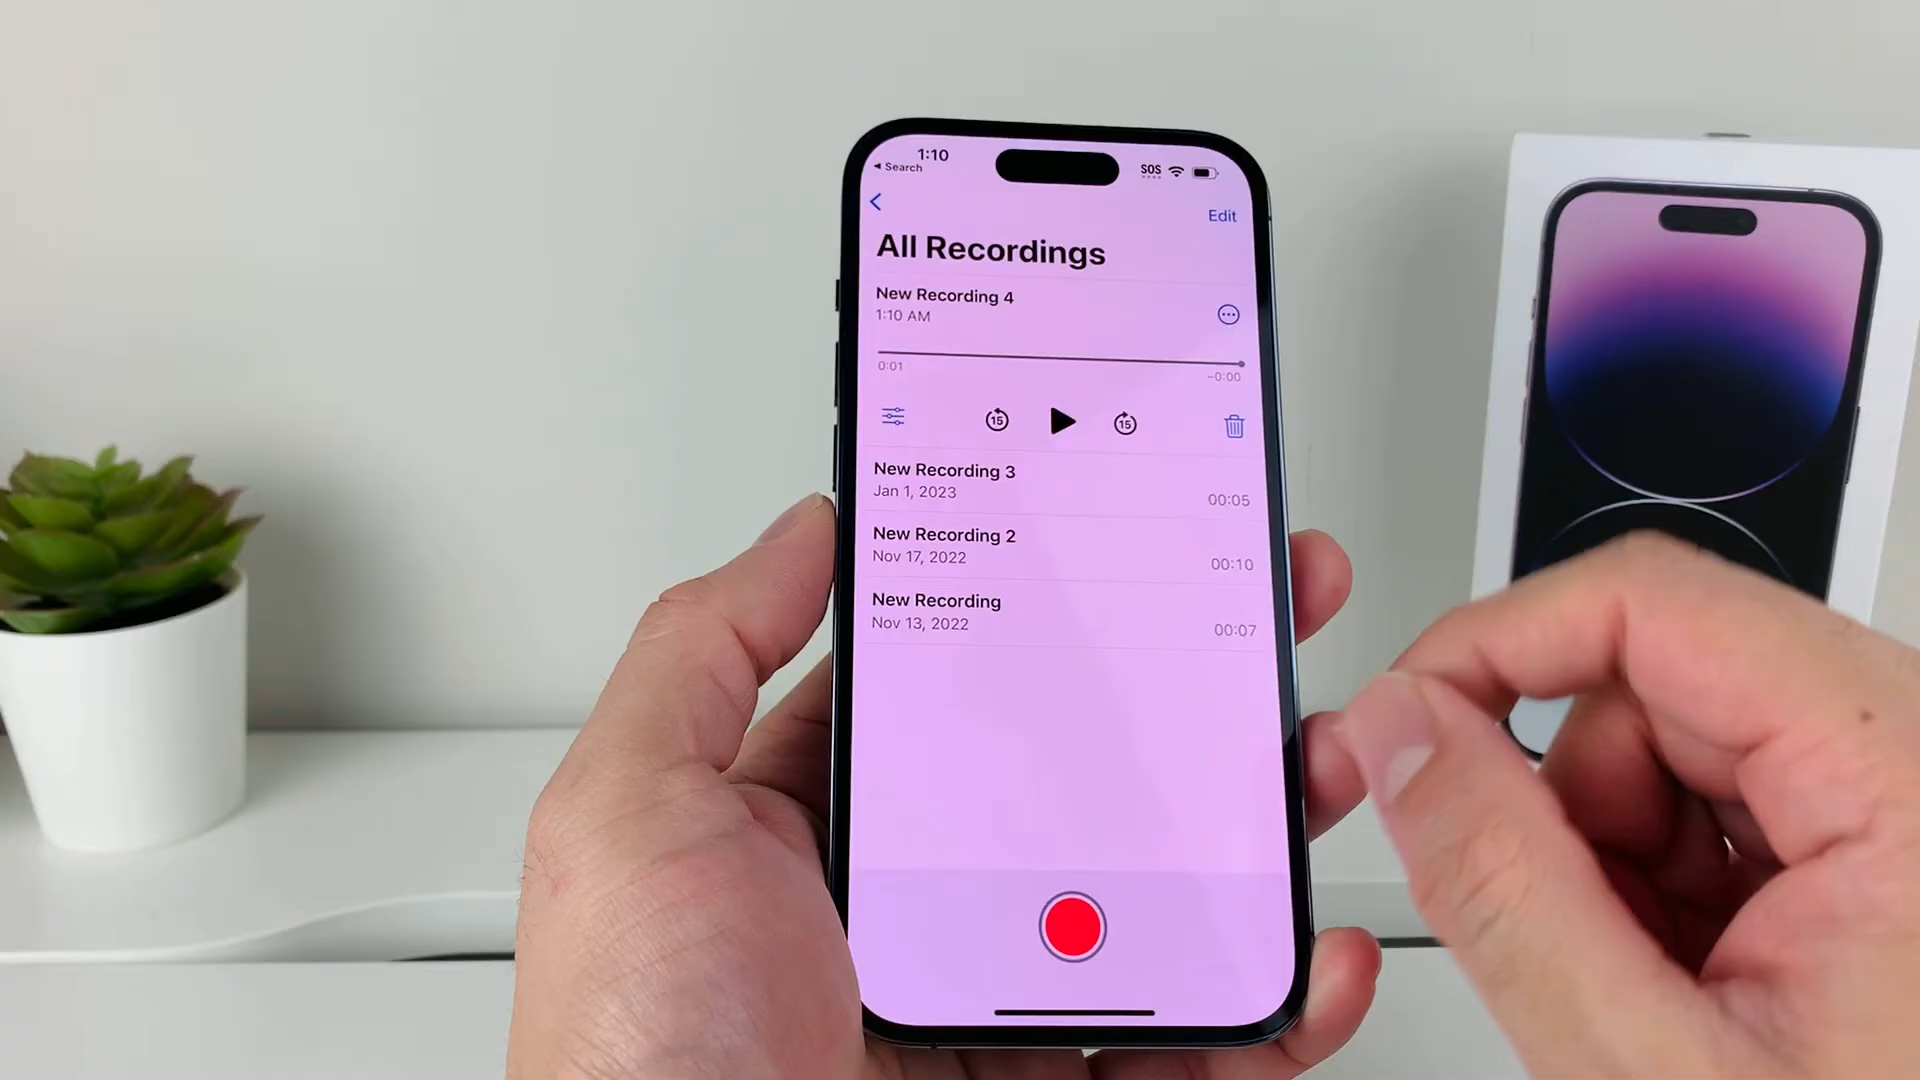 1:10
SOS
Search
Edit
All Recordings
New Recording 4
1:10 AM
0:01
-0:00
15
15
New Recording 3
Jan 1, 2023
00:05
New Recording 2
Nov 17, 2022
00:10
New Recording
Nov 13, 2022
00:07